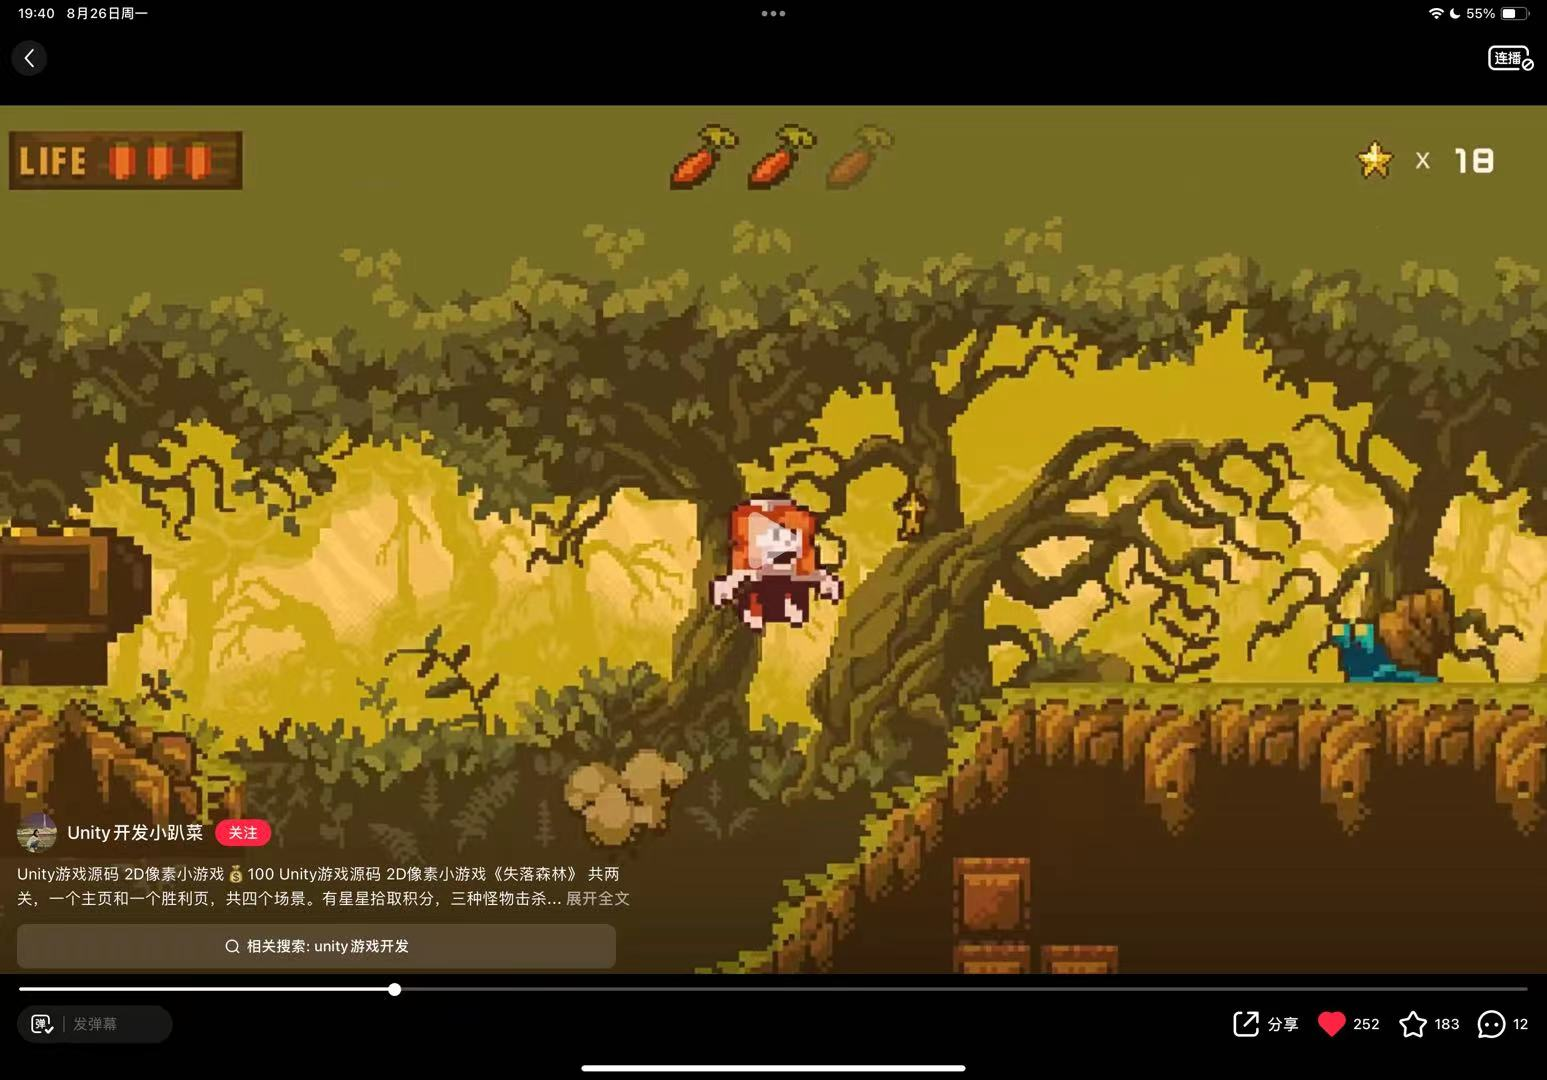 19:40 8月26日周一
55%
连播
LIFE
X 18
Unity开发小趴菜 关注
Unity游戏源码 2D像素小游戏💰100 Unity游戏源码 2D像素小游戏《失落森林》 共两
关，一个主页和一个胜利页，共四个场景。有星星拾取积分，三种怪物击杀... 展开全文
相关搜索: unity游戏开发
弹 发弹幕
分享 252 183 12